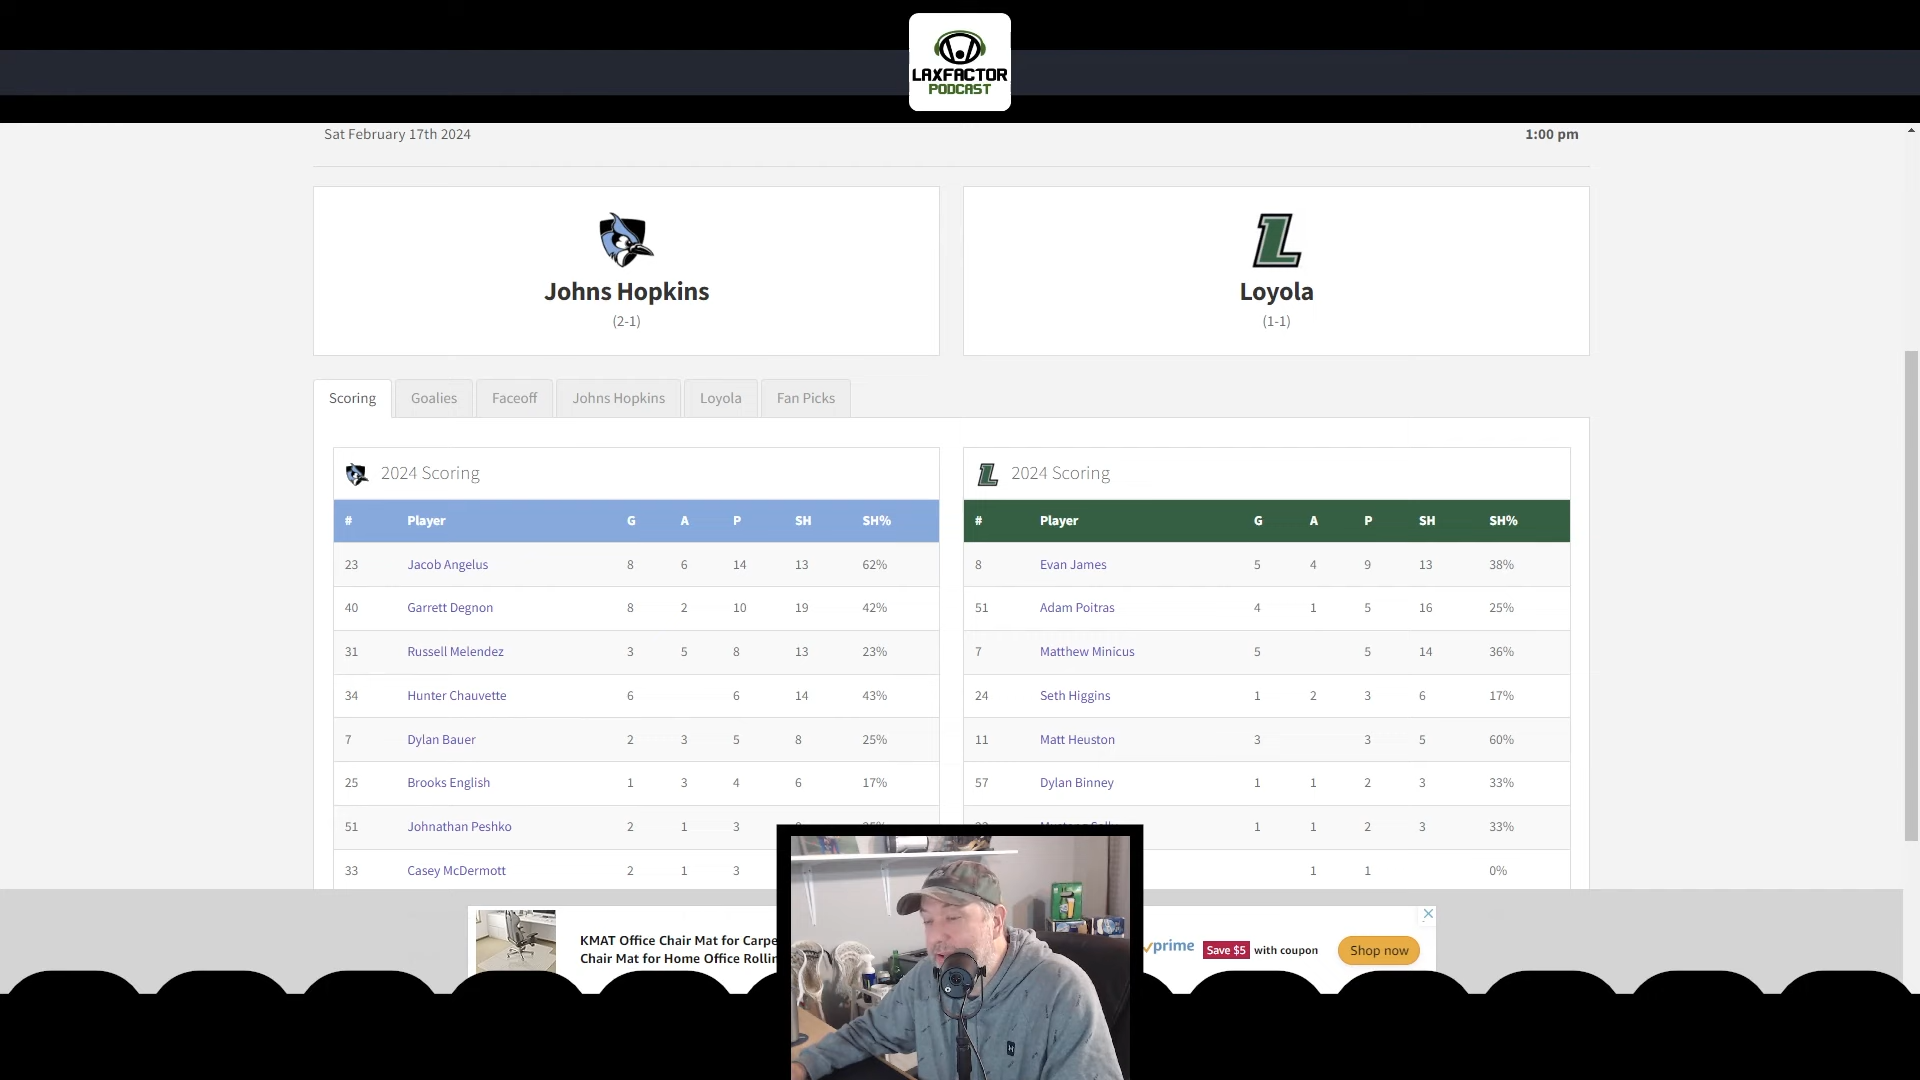 LAXFACTOR
PODCAST
Sat February 17th 2024
1:00 pm
Johns Hopkins
(2-1)
Loyola
(1-1)
Scoring
Goalies
Faceoff
Johns Hopkins
Loyola
Fan Picks
2024 Scoring
# Player G A P SH SH%
23 Jacob Angelus 8 6 14 13 62%
40 Garrett Degnon 8 2 10 19 42%
31 Russell Melendez 3 5 8 13 23%
34 Hunter Chauvette 6 6 14 43%
7 Dylan Bauer 2 3 5 8 25%
25 Brooks English 1 3 4 6 17%
51 Johnathan Peshko 2 1 3
33 Casey McDermott 2 1 3
2024 Scoring
# Player G A P SH SH%
8 Evan James 5 4 9 13 38%
51 Adam Poitras 4 1 5 16 25%
7 Matthew Minicus 5 5 14 36%
24 Seth Higgins 1 2 3 6 17%
11 Matt Heuston 3 3 5 60%
57 Dylan Binney 1 1 2 3 33%
1 1 2 3 33%
1 1 0%
KMAT Office Chair Mat for
Chair Mat for Home Office
prime Save $5 with coupon
Shop now